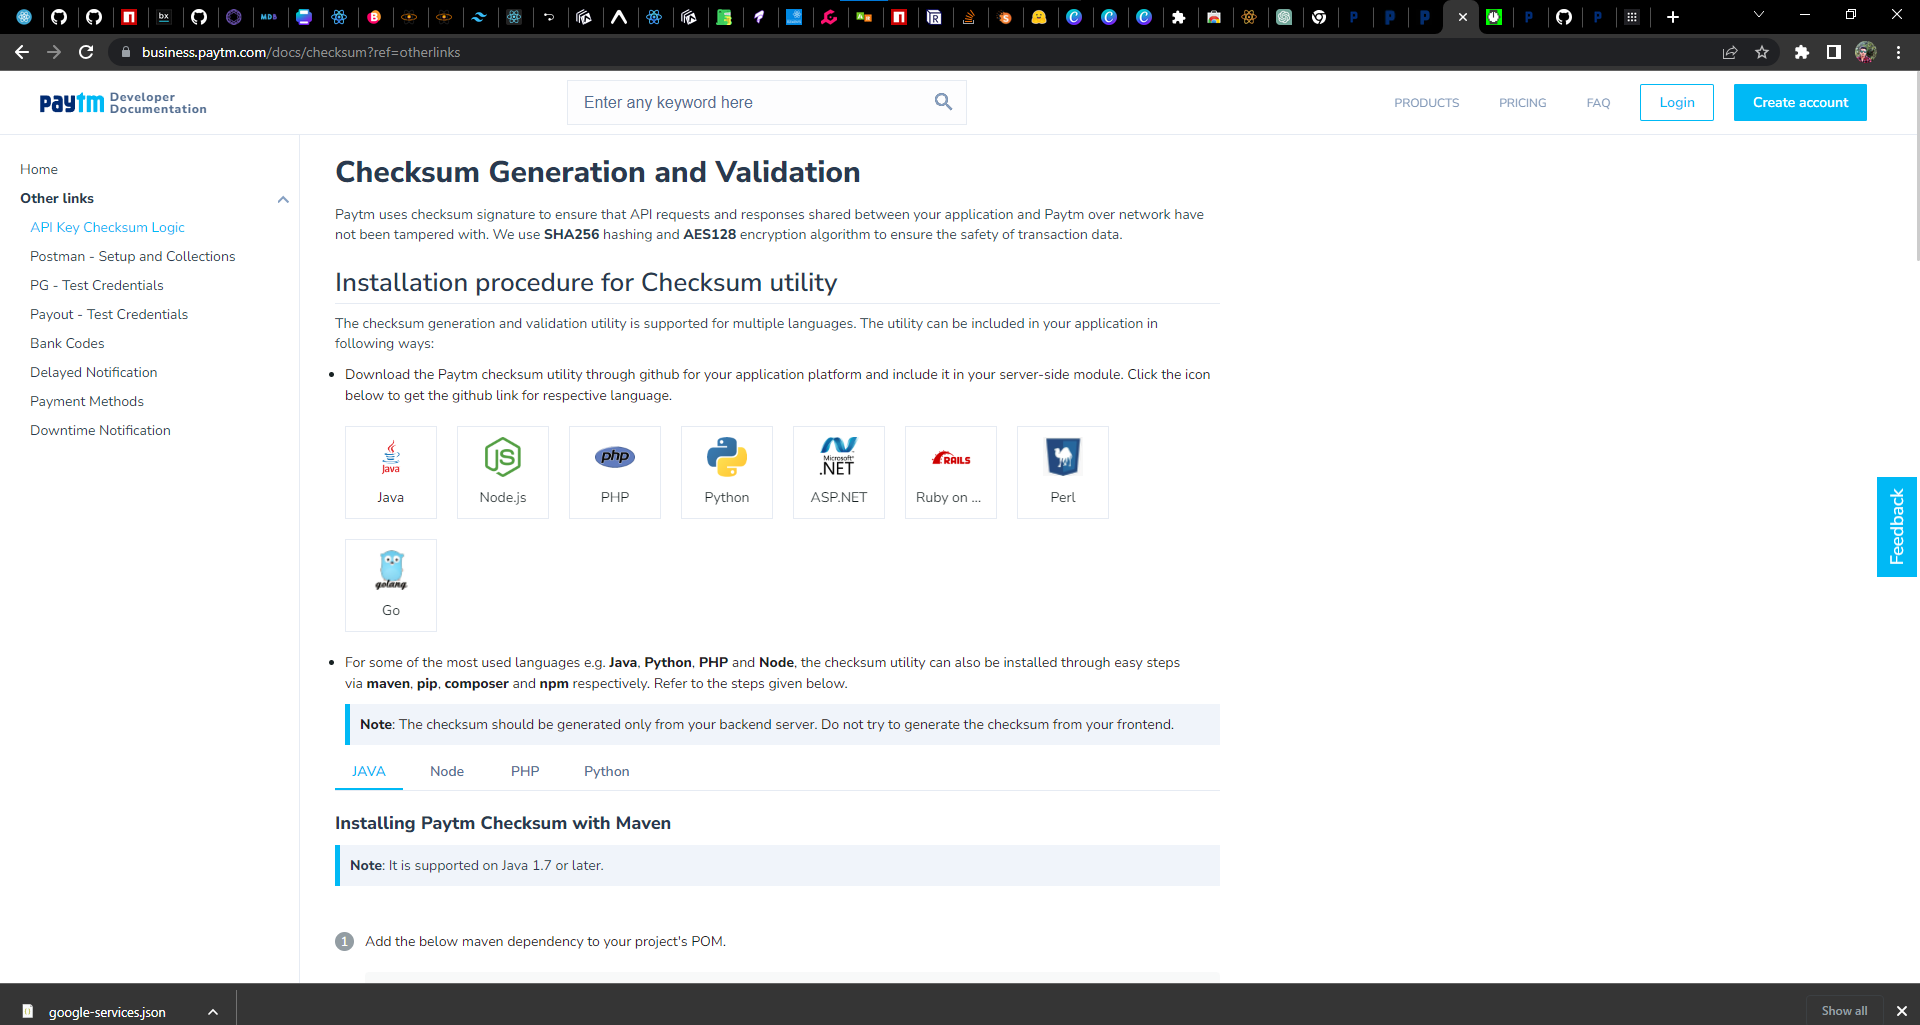 business.paytm.com/docs/checksum?ref=otherlinks
paytm Developer
Documentation
Enter any keyword here
PRODUCTS
PRICING
FAQ
Login
Create account
Home
Other links
API Key Checksum Logic
Postman - Setup and Collections
PG - Test Credentials
Payout - Test Credentials
Bank Codes
Delayed Notification
Payment Methods
Downtime Notification
Checksum Generation and Validation
Paytm uses checksum signature to ensure that API requests and responses shared between your application and Paytm over network have
not been tampered with. We use SHA256 hashing and AES128 encryption algorithm to ensure the safety of transaction data.
Installation procedure for Checksum utility
The checksum generation and validation utility is supported for multiple languages. The utility can be included in your application in
following ways:
• Download the Paytm checksum utility through github for your application platform and include it in your server-side module. Click the icon
below to get the github link for respective language.
Java
Java
JS
Node.js
php
PHP
Python
Microsoft
.NET
ASP.NET
RAILS
Ruby on ...
Perl
golang
Go
• For some of the most used languages e.g. Java, Python, PHP and Node, the checksum utility can also be installed through easy steps
via maven, pip, composer and npm respectively. Refer to the steps given below.
Note: The checksum should be generated only from your backend server. Do not try to generate the checksum from your frontend.
JAVA
Node
PHP
Python
Installing Paytm Checksum with Maven
Note: It is supported on Java 1.7 or later.
1 Add the below maven dependency to your project's POM.
Feedback
google-services.json
Show all